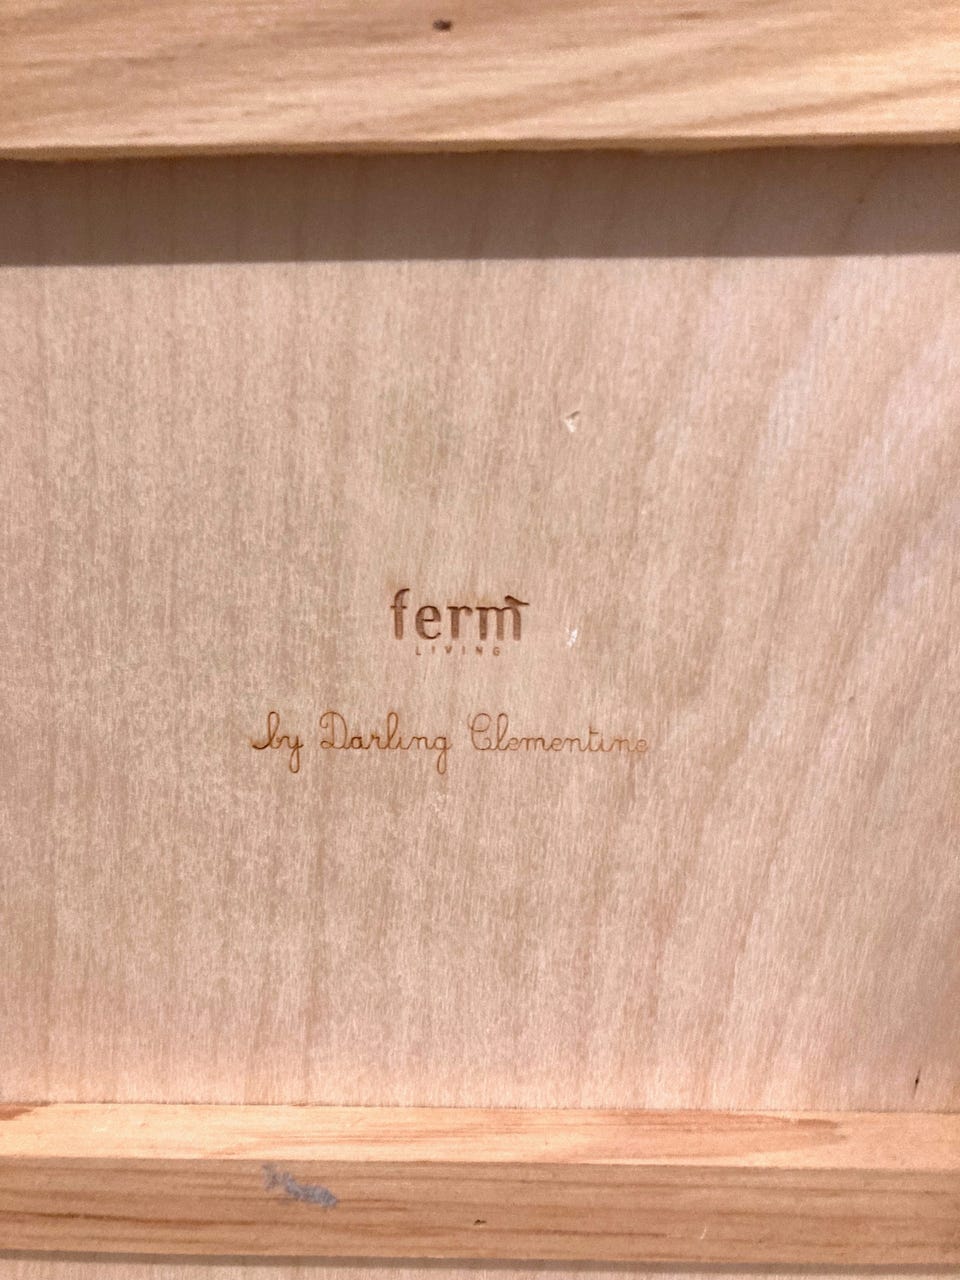 ferm
LIVING
by Darling Clementine